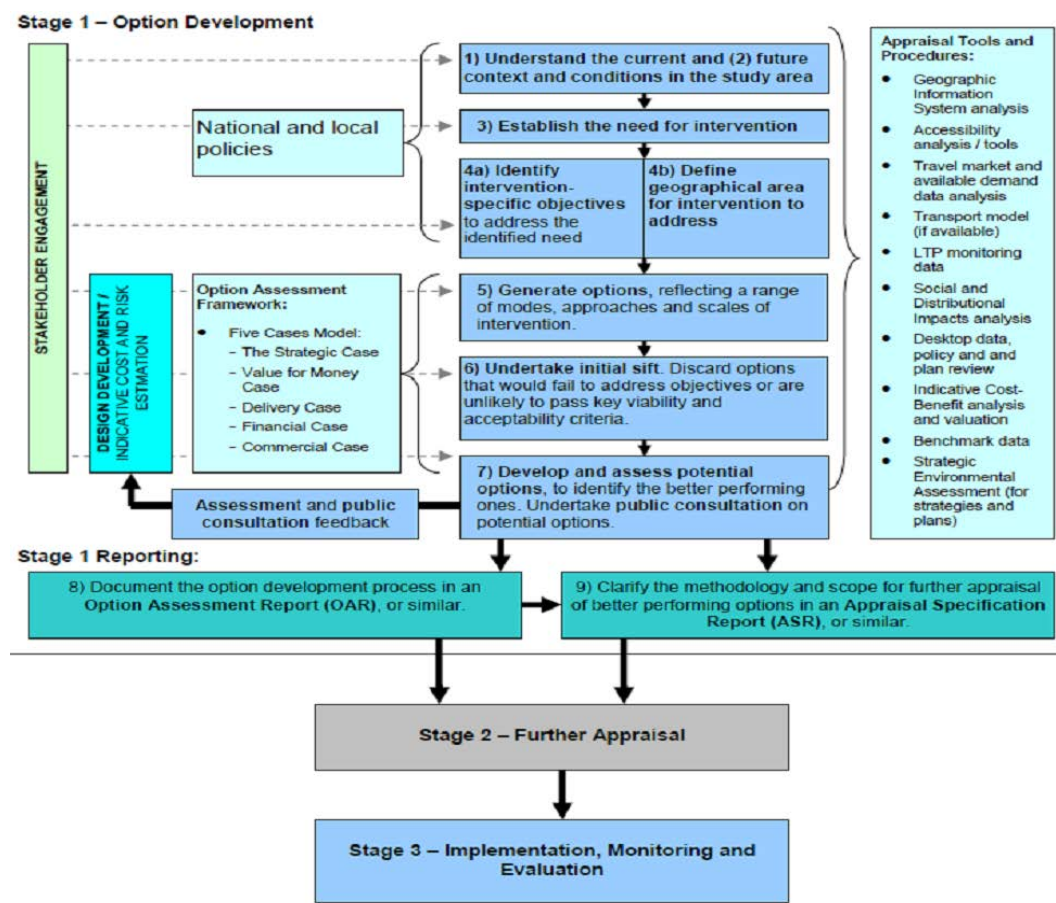 Stage 1 – Option Development
STAKEHOLDER ENGAGEMENT
National and local
policies
1) Understand the current and (2) future
context and conditions in the study area
3) Establish the need for intervention
4a) Identify
intervention-
specific objectives
to address the
identified need
4b) Define
geographical area
for intervention to
address
DESIGN DEVELOPMENT /
INDICATIVE COST AND RISK
ESTMATION
Option Assessment
Framework:
• Five Cases Model:
– The Strategic Case
– Value for Money
Case
– Delivery Case
– Financial Case
– Commercial Case
5) Generate options, reflecting a range
of modes, approaches and scales of
intervention.
6) Undertake initial sift. Discard options
that would fail to address objectives or are
unlikely to pass key viability and
acceptability criteria.
7) Develop and assess potential
options, to identify the better performing
ones. Undertake public consultation on
potential options.
Assessment and public
consultation feedback
Appraisal Tools and
Procedures:
• Geographic
Information
System analysis
• Accessibility
analysis / tools
• Travel market and
available demand
data analysis
• Transport model
(if available)
• LTP monitoring
data
• Social and
Distributional
Impacts analysis
• Desktop data,
policy and and
plan review
• Indicative Cost-
Benefit analysis
and valuation
• Benchmark data
• Strategic
Environmental
Assessment (for
strategies and
plans)
Stage 1 Reporting:
8) Document the option development process in an
Option Assessment Report (OAR), or similar.
9) Clarify the methodology and scope for further appraisal
of better performing options in an Appraisal Specification
Report (ASR), or similar.
Stage 2 – Further Appraisal
Stage 3 – Implementation, Monitoring and
Evaluation